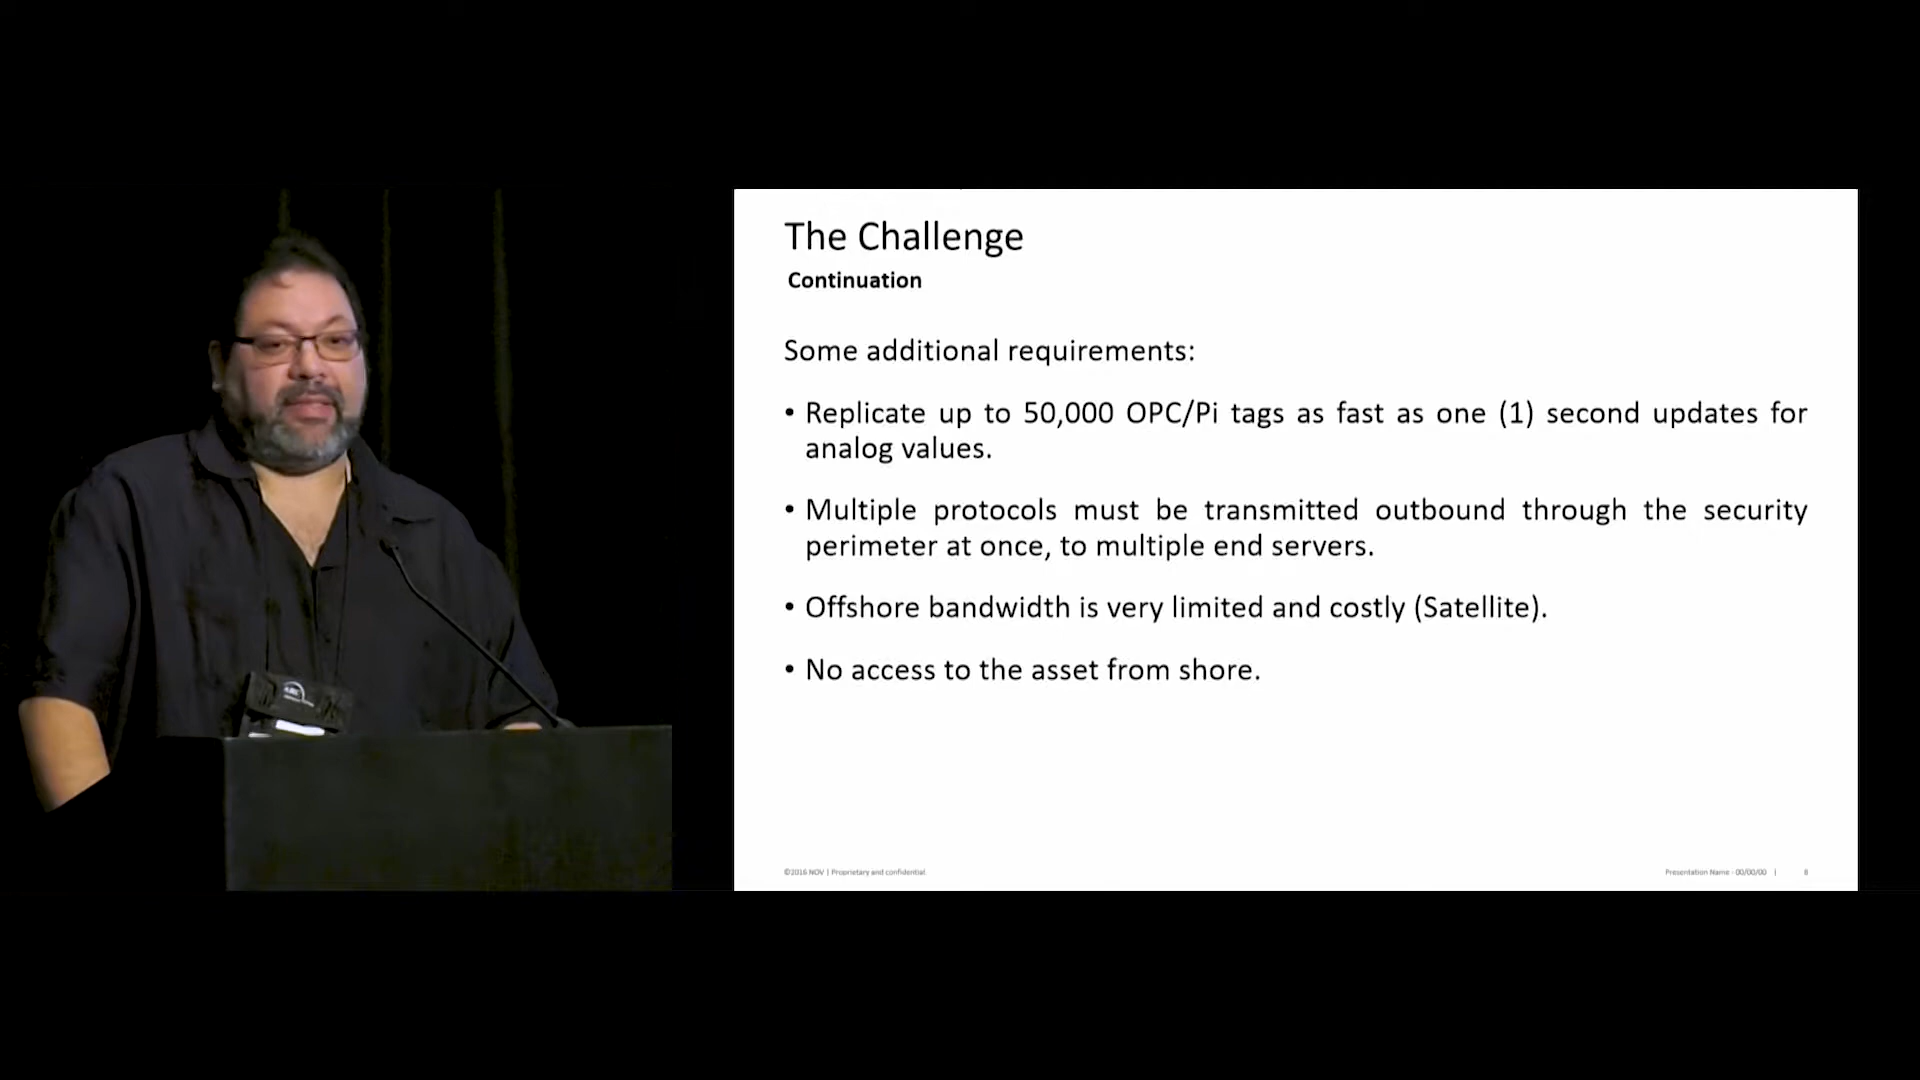 The Challenge
Continuation
Some additional requirements:
• Replicate up to 50,000 OPC/Pi tags as fast as one (1) second updates for
analog values.
• Multiple protocols must be transmitted outbound through the security
perimeter at once, to multiple end servers.
• Offshore bandwidth is very limited and costly (Satellite).
• No access to the asset from shore.
©2016 NOV | Proprietary and confidential
Presentation Name - 00/00/00 | 8